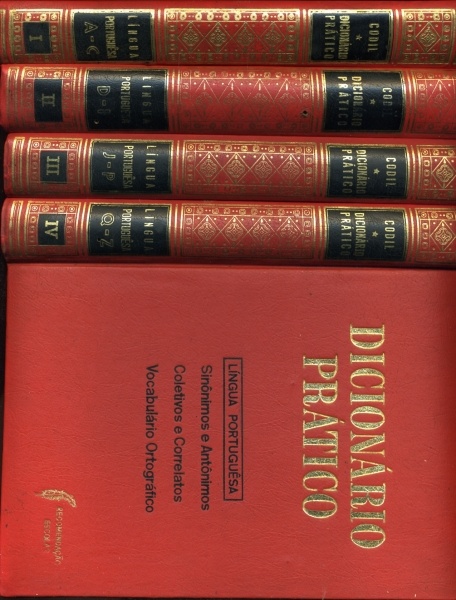 CODIL
DICIONÁRIO
PRÁTICO
LÍNGUA
PORTUGUÊSA
A-C
I
CODIL
DICIONÁRIO
PRÁTICO
LÍNGUA
PORTUGUÊSA
D-I
II
CODIL
DICIONÁRIO
PRÁTICO
LÍNGUA
PORTUGUÊSA
J-P
III
CODIL
DICIONÁRIO
PRÁTICO
LÍNGUA
PORTUGUÊSA
Q-Z
IV
DICIONÁRIO
PRÁTICO
LÍNGUA PORTUGUÊSA
Sinônimos e Antônimos
Coletivos e Correlatos
Vocabulário Ortográfico
RECOMENDAÇÃO